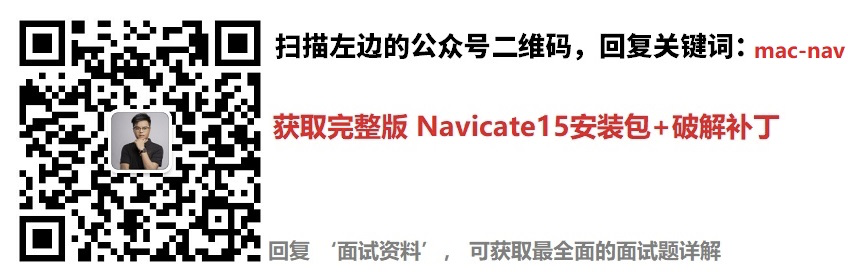 扫描左边的公众号二维码，回复关键词：mac-nav
获取完整版 Navicate15安装包+破解补丁
回复 ‘面试资料’，可获取最全面的面试题详解